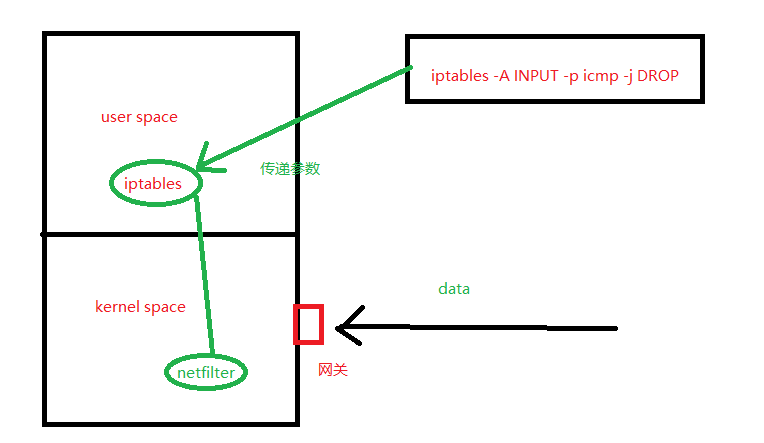 iptables -A INPUT -p icmp -j DROP
user space
传递参数
iptables
data
kernel space
网关
netfilter